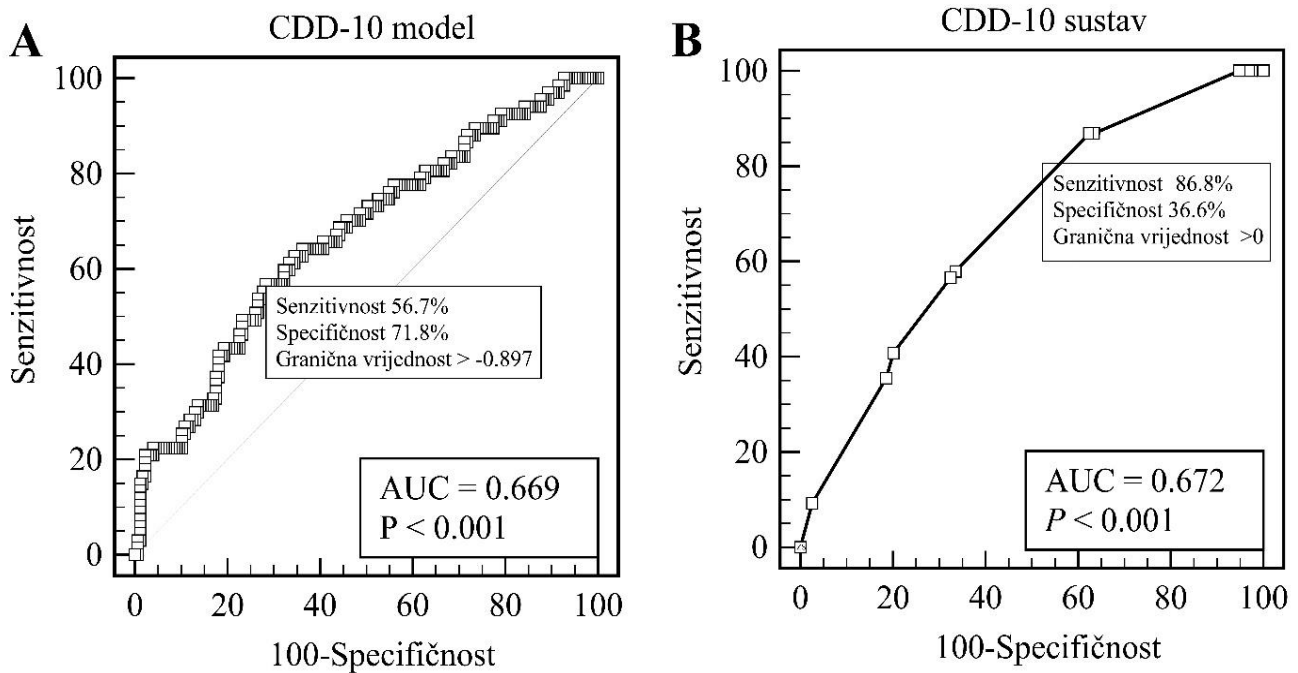 A
CDD-10 model
Senzitivnost
100
80
60
40
20
0
Senzitivnost 56.7%
Specifičnost 71.8%
Granična vrijednost > -0.897
AUC = 0.669
P < 0.001
0 20 40 60 80 100
100-Specifičnost
B
CDD-10 sustav
Senzitivnost
100
80
60
40
20
0
Senzitivnost 86.8%
Specifičnost 36.6%
Granična vrijednost >0
AUC = 0.672
P < 0.001
0 20 40 60 80 100
100-Specifičnost